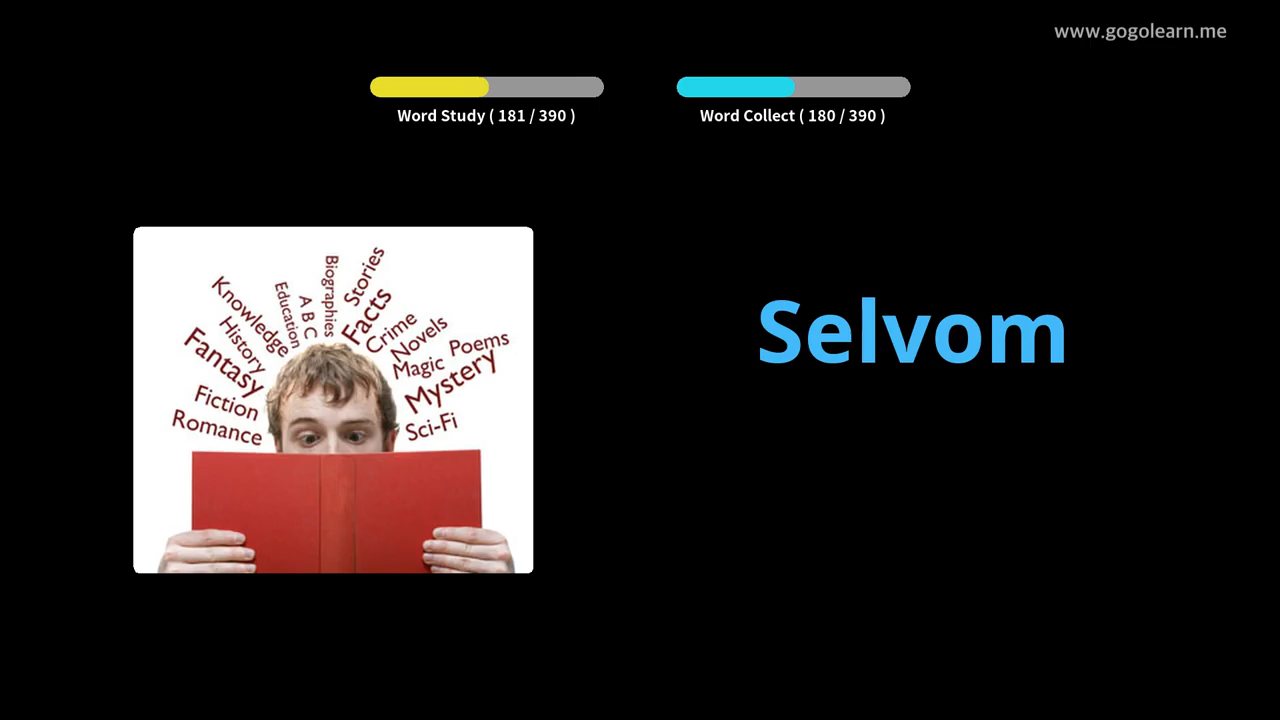 www.gogolearn.me
Word Study ( 181 / 390 )
Word Collect ( 180 / 390 )
Romance
Fiction
Fantasy
History
Knowledge
Education
A B C
Biographies
Stories
Facts
Crime
Novels
Magic
Poems
Mystery
Sci-Fi
Selvom